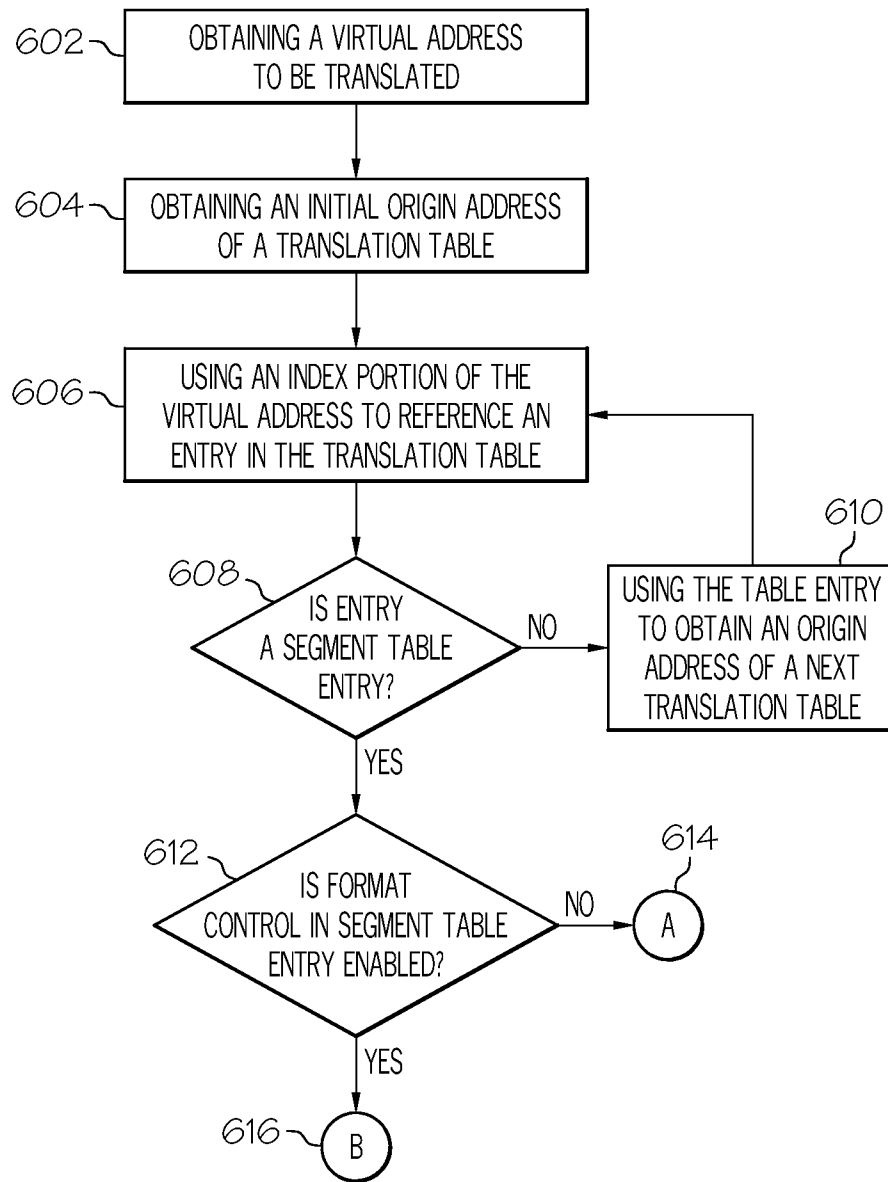 602
OBTAINING A VIRTUAL ADDRESS
TO BE TRANSLATED
604
OBTAINING AN INITIAL ORIGIN ADDRESS
OF A TRANSLATION TABLE
606
USING AN INDEX PORTION OF THE
VIRTUAL ADDRESS TO REFERENCE AN
ENTRY IN THE TRANSLATION TABLE
608
IS ENTRY
A SEGMENT TABLE
ENTRY?
NO
610
USING THE TABLE ENTRY
TO OBTAIN AN ORIGIN
ADDRESS OF A NEXT
TRANSLATION TABLE
YES
612
IS FORMAT
CONTROL IN SEGMENT TABLE
ENTRY ENABLED?
NO
614
A
YES
616
B